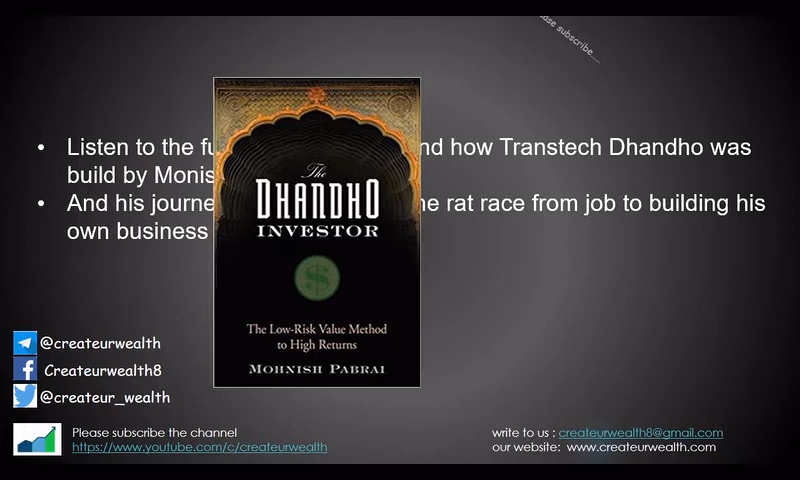 ase subscribe....
Listen to the fu nd how Transtech Dhandho was
build by Monis
And his journe he rat race from job to building his
own business
The
DHANDHO
INVESTOR
$
The Low-Risk Value Method
to High Returns
MOHNISH PABRAI
@createurwealth
Createurwealth8
@createur_wealth
Please subscribe the channel
https://www.youtube.com/c/createurwealth
write to us : createurwealth8@gmail.com
our website: www.createurwealth.com